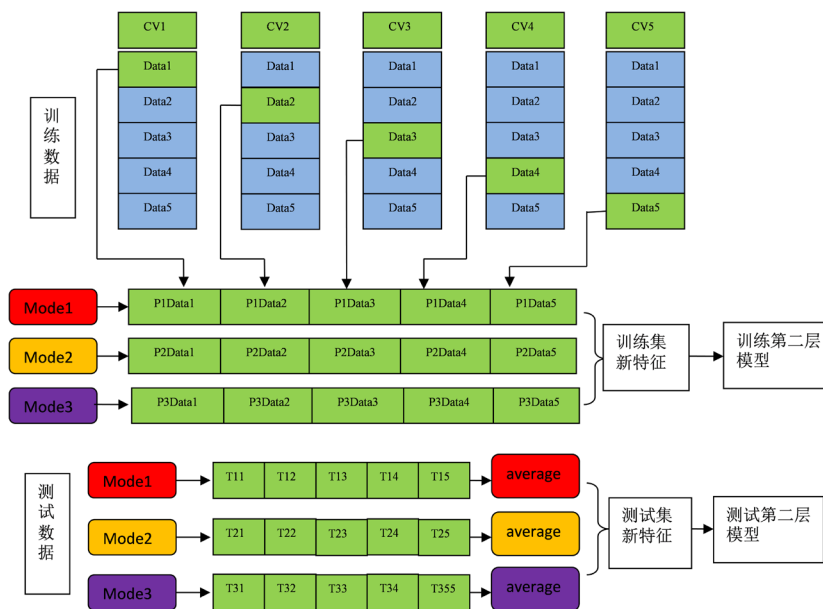 CV1 CV2 CV3 CV4 CV5
Data1 Data1 Data1 Data1 Data1
Data2 Data2 Data2 Data2 Data2
Data3 Data3 Data3 Data3 Data3
Data4 Data4 Data4 Data4 Data4
Data5 Data5 Data5 Data5 Data5
训练数据
Mode1 P1Data1 P1Data2 P1Data3 P1Data4 P1Data5
Mode2 P2Data1 P2Data2 P2Data3 P2Data4 P2Data5
Mode3 P3Data1 P3Data2 P3Data3 P3Data4 P3Data5
训练集
新特征
训练第二层
模型
测试数据
Mode1 T11 T12 T13 T14 T15 average
Mode2 T21 T22 T23 T24 T25 average
Mode3 T31 T32 T33 T34 T355 average
测试集
新特征
测试第二层
模型